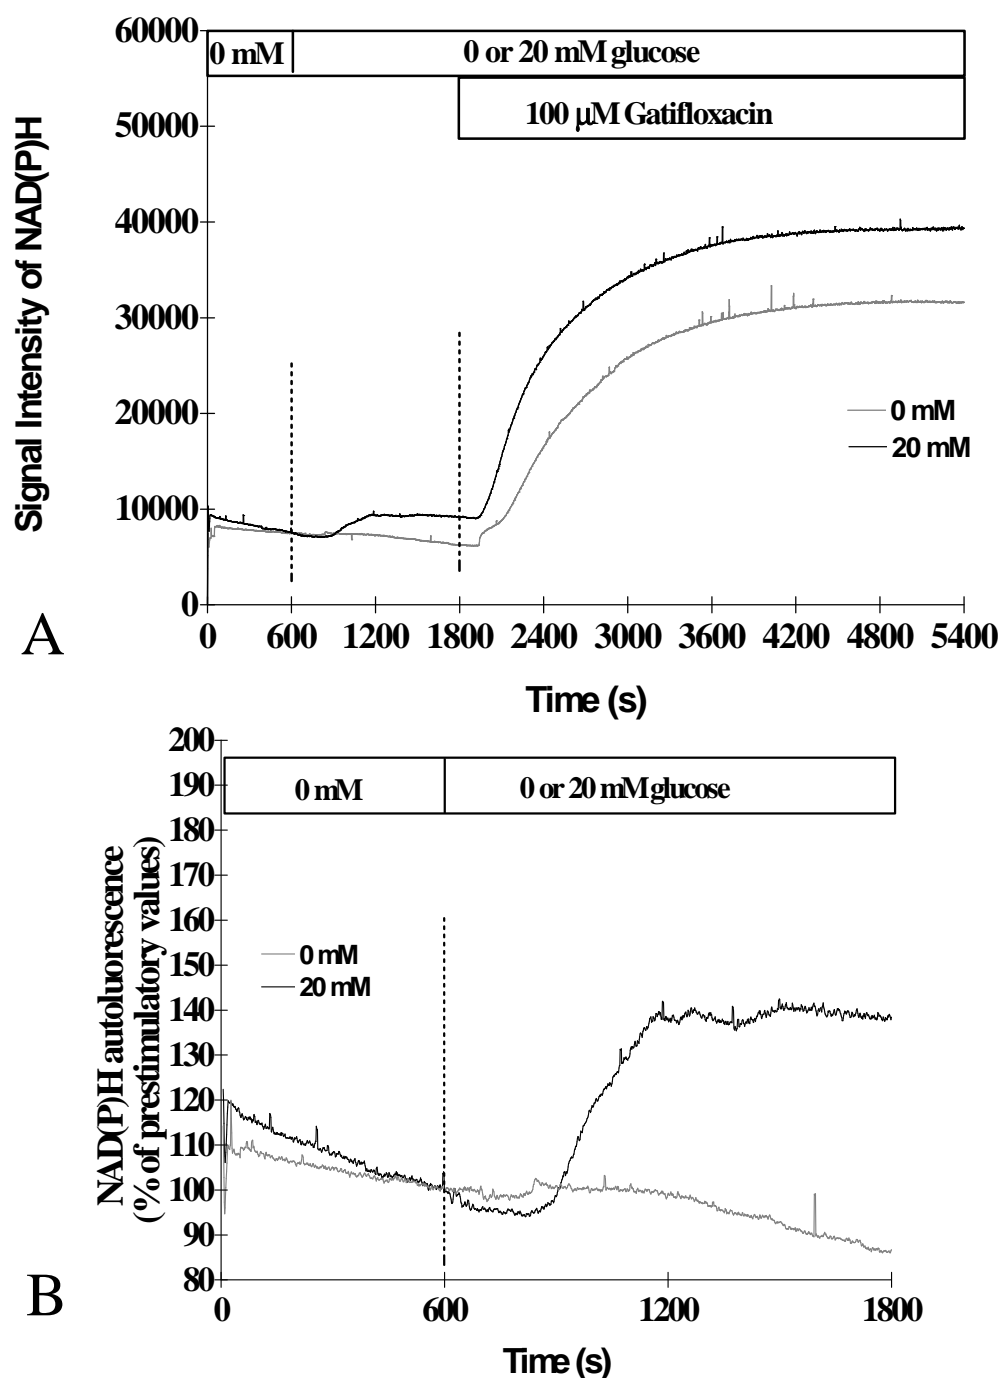 60000
0 mM
0 or 20 mM glucose
50000
100 µM Gatifloxacin
40000
30000
20000
10000
0
Signal Intensity of NAD(P)H
0 mM
20 mM
A
0 600 1200 1800 2400 3000 3600 4200 4800 5400
Time (s)
200
190
180
170
160
150
140
130
120
110
100
90
80
0 mM
0 or 20 mM glucose
NAD(P)H autoluorescence
(% of prestimulatory values)
0 mM
20 mM
B
0 600 1200 1800
Time (s)